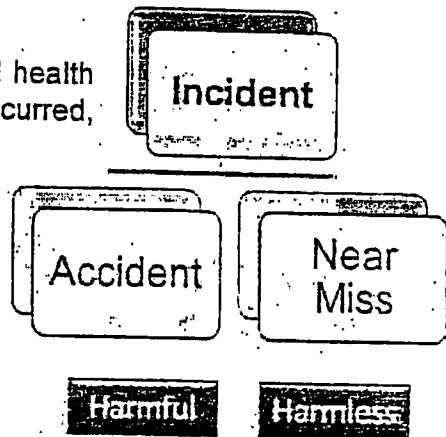 health
curred,
Incident
Accident
Near
Miss
Harmful
Harmless